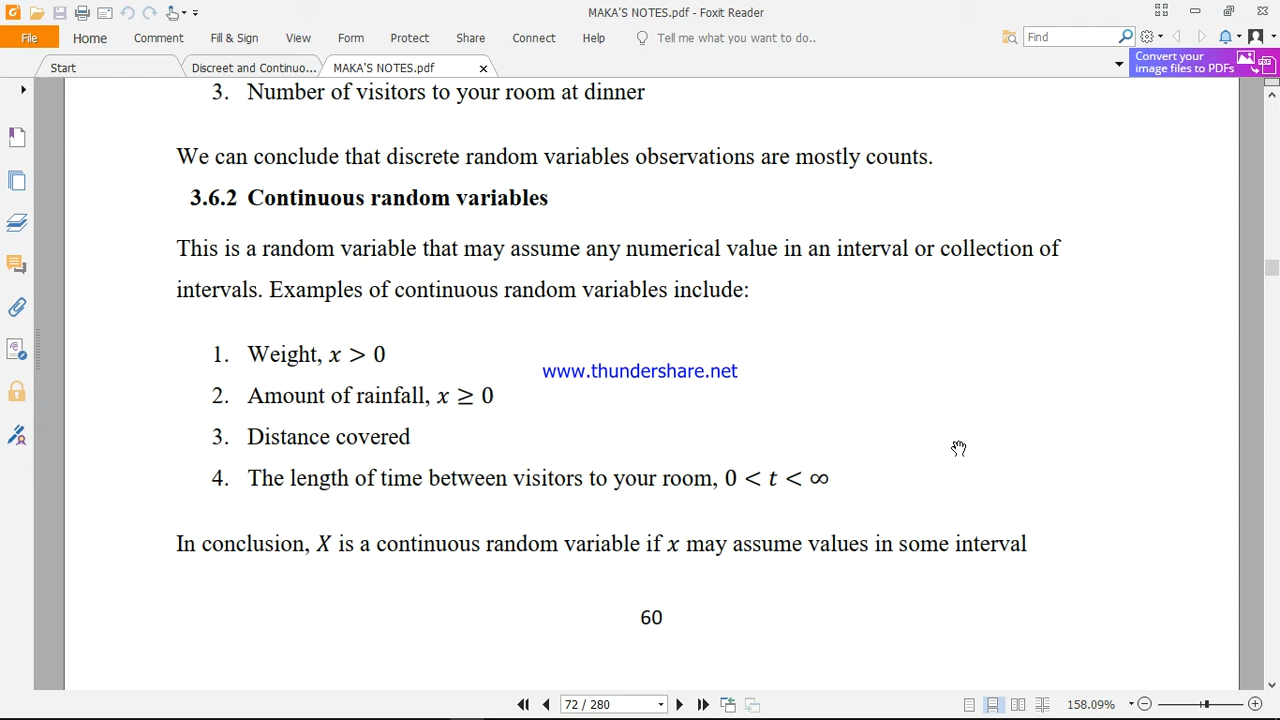 MAKA'S NOTES.pdf - Foxit Reader
File Home Comment Fill & Sign View Form Protect Share Connect Help Tell me what you want to do.. Find
Start Discreet and Continuo... MAKA'S NOTES.pdf
Convert your
image files to PDFs
3. Number of visitors to your room at dinner
We can conclude that discrete random variables observations are mostly counts.
3.6.2 Continuous random variables
This is a random variable that may assume any numerical value in an interval or collection of
intervals. Examples of continuous random variables include:
1. Weight, x > 0
www.thundershare.net
2. Amount of rainfall, x ≥ 0
3. Distance covered
4. The length of time between visitors to your room, 0 < t < ∞
In conclusion, X is a continuous random variable if x may assume values in some interval
60
72 / 280 158.09%